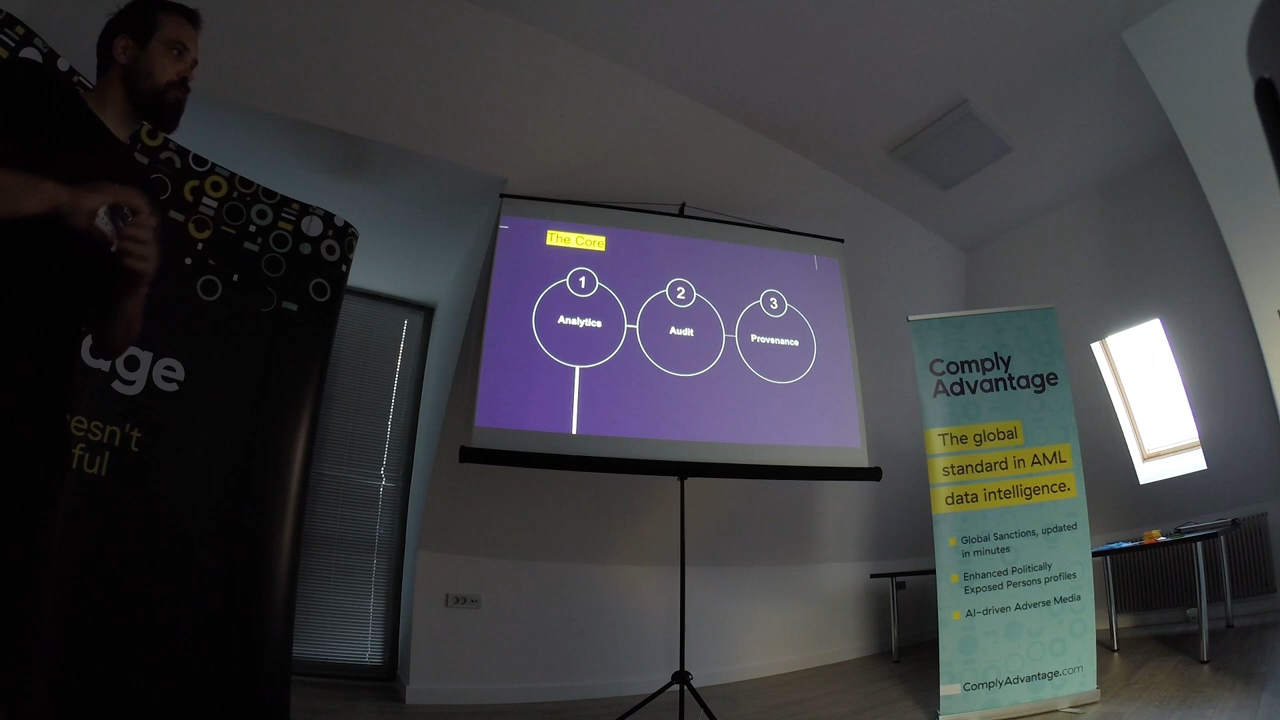 age
esn't
ful
The Core
1
2
3
Analytics
Audit
Provenance
Comply
Advantage
The global
standard in AML
data intelligence.
Global Sanctions, updated
in minutes
Enhanced Politically
Exposed Persons profiles
AI-driven Adverse Media
ComplyAdvantage.com